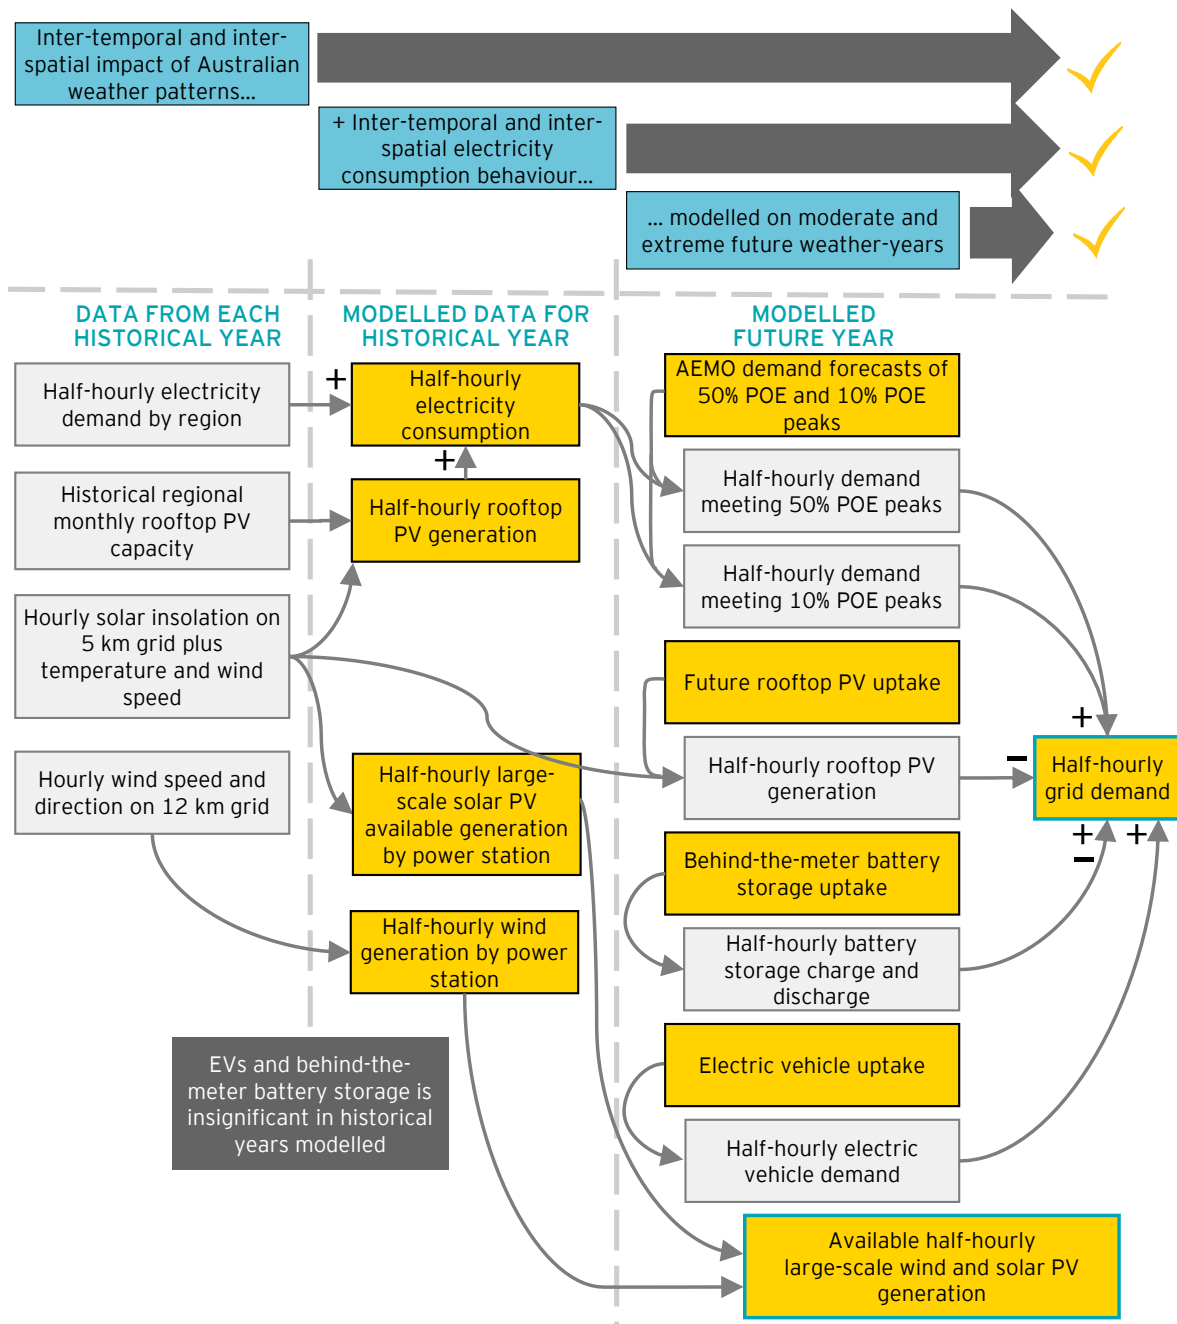 Inter-temporal and inter-
spatial impact of Australian
weather patterns...
+ Inter-temporal and inter-
spatial electricity
consumption behaviour...
... modelled on moderate and
extreme future weather-years
DATA FROM EACH
HISTORICAL YEAR
Half-hourly electricity
demand by region
Historical regional
monthly rooftop PV
capacity
Hourly solar insolation on
5 km grid plus
temperature and wind
speed
Hourly wind speed and
direction on 12 km grid
EVs and behind-the-
meter battery storage is
insignificant in historical
years modelled
MODELLED DATA FOR
HISTORICAL YEAR
+
Half-hourly
electricity
consumption
+
Half-hourly rooftop
PV generation
Half-hourly large-
scale solar PV
available generation
by power station
Half-hourly wind
generation by power
station
MODELLED
FUTURE YEAR
AEMO demand forecasts of
50% POE and 10% POE
peaks
Half-hourly demand
meeting 50% POE peaks
Half-hourly demand
meeting 10% POE peaks
Future rooftop PV uptake
Half-hourly rooftop PV
generation
Behind-the-meter battery
storage uptake
Half-hourly battery
storage charge and
discharge
Electric vehicle uptake
Half-hourly electric
vehicle demand
Available half-hourly
large-scale wind and solar PV
generation
+
–
Half-hourly
grid demand
+ +
–